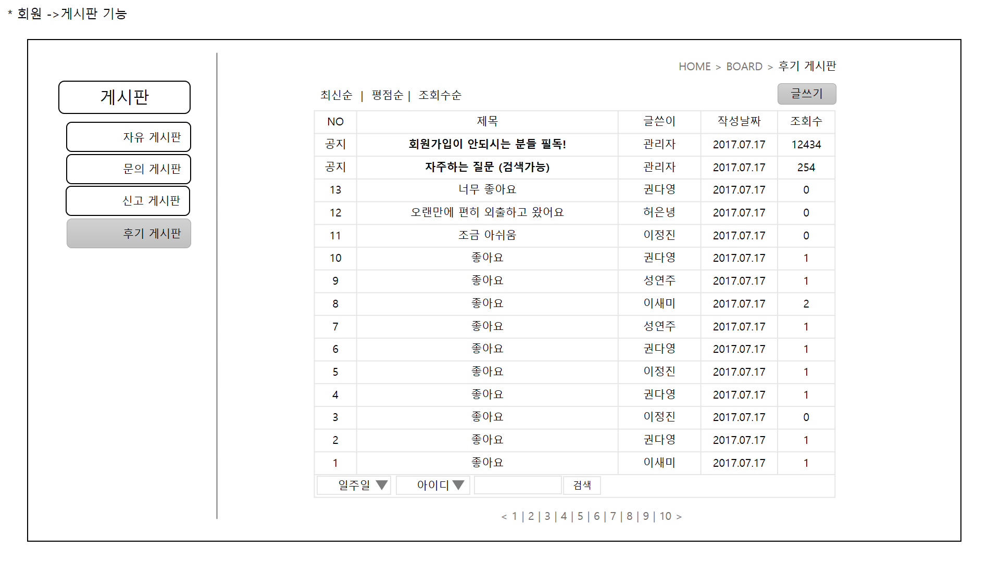 * 회원 ->게시판 기능
HOME > BOARD > 후기 게시판
게시판
자유 게시판
문의 게시판
신고 게시판
후기 게시판
최신순 | 평점순 | 조회수순
글쓰기
NO 제목 글쓴이 작성날짜 조회수
공지 회원가입이 안되시는 분들 필독! 관리자 2017.07.17 12434
공지 자주하는 질문 (검색가능) 관리자 2017.07.17 254
13 너무 좋아요 권다영 2017.07.17 0
12 오랜만에 편히 외출하고 왔어요 허은녕 2017.07.17 0
11 조금 아쉬움 이정진 2017.07.17 0
10 좋아요 권다영 2017.07.17 1
9 좋아요 성연주 2017.07.17 1
8 좋아요 이새미 2017.07.17 2
7 좋아요 성연주 2017.07.17 1
6 좋아요 권다영 2017.07.17 1
5 좋아요 이정진 2017.07.17 1
4 좋아요 권다영 2017.07.17 1
3 좋아요 이정진 2017.07.17 0
2 좋아요 권다영 2017.07.17 1
1 좋아요 이새미 2017.07.17 1
일주일 아이디 검색
< 1 | 2 | 3 | 4 | 5 | 6 | 7 | 8 | 9 | 10 >